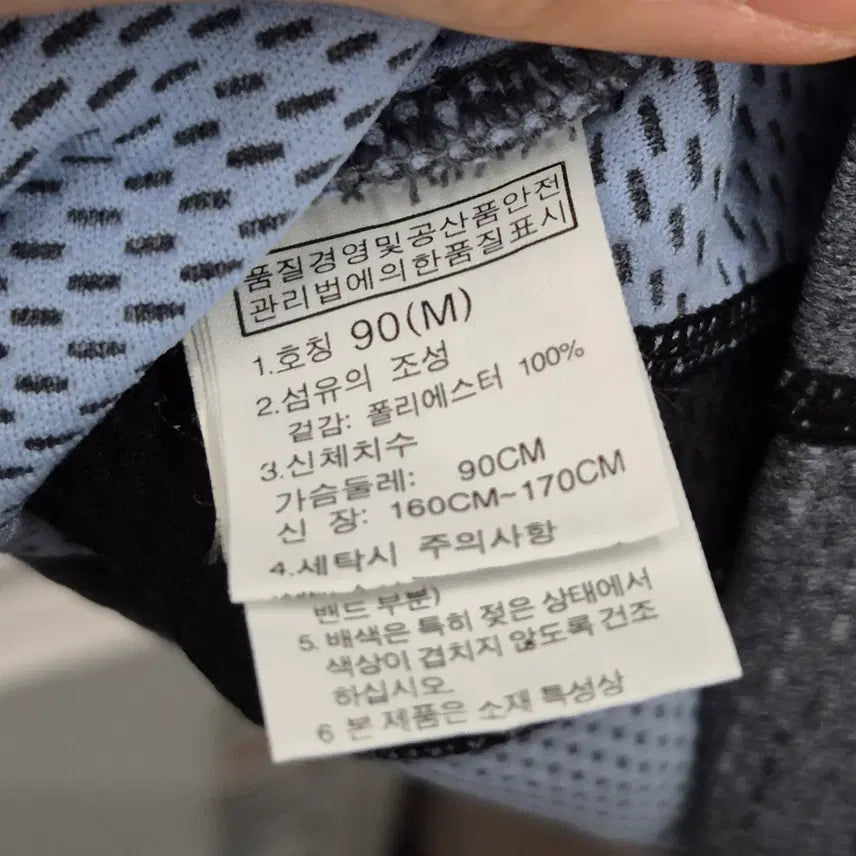 품질경영및공산품안전
관리법에의한품질표시
1.호칭 90(M)
2.섬유의 조성
겉감: 폴리에스터 100%
3.신체치수
가슴둘레: 90CM
신 장: 160CM~170CM
4.세탁시 주의사항
밴드 부분)
5. 배색은 특히 젖은 상태에서
색상이 겹치지 않도록 건조
하십시오.
6 본 제품은 소재 특성상